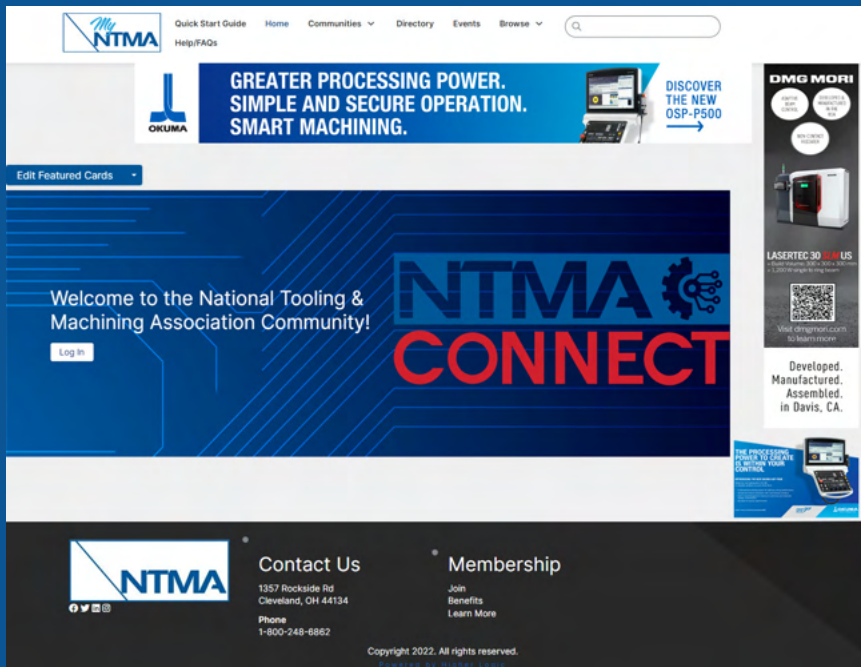 My
NTMA
Quick Start Guide
Home
Communities
Directory
Events
Browse
Help/FAQs
OKUMA
GREATER PROCESSING POWER.
SIMPLE AND SECURE OPERATION.
SMART MACHINING.
DISCOVER
THE NEW
OSP-P500
DMG MORI
LASERTEC 30 SLM US
Visit dmgmori.com
to learn more
Developed.
Manufactured.
Assembled.
in Davis, CA.
Edit Featured Cards
Welcome to the National Tooling &
Machining Association Community!
Log In
NTMA
CONNECT
THE PROCESSING
POWER TO CREATE
IS WITHIN YOUR
CONTROL
NTMA
Contact Us
1357 Rockside Rd
Cleveland, OH 44134
Phone
1-800-248-6862
Membership
Join
Benefits
Learn More
Copyright 2022. All rights reserved.
Powered by Higher Logic